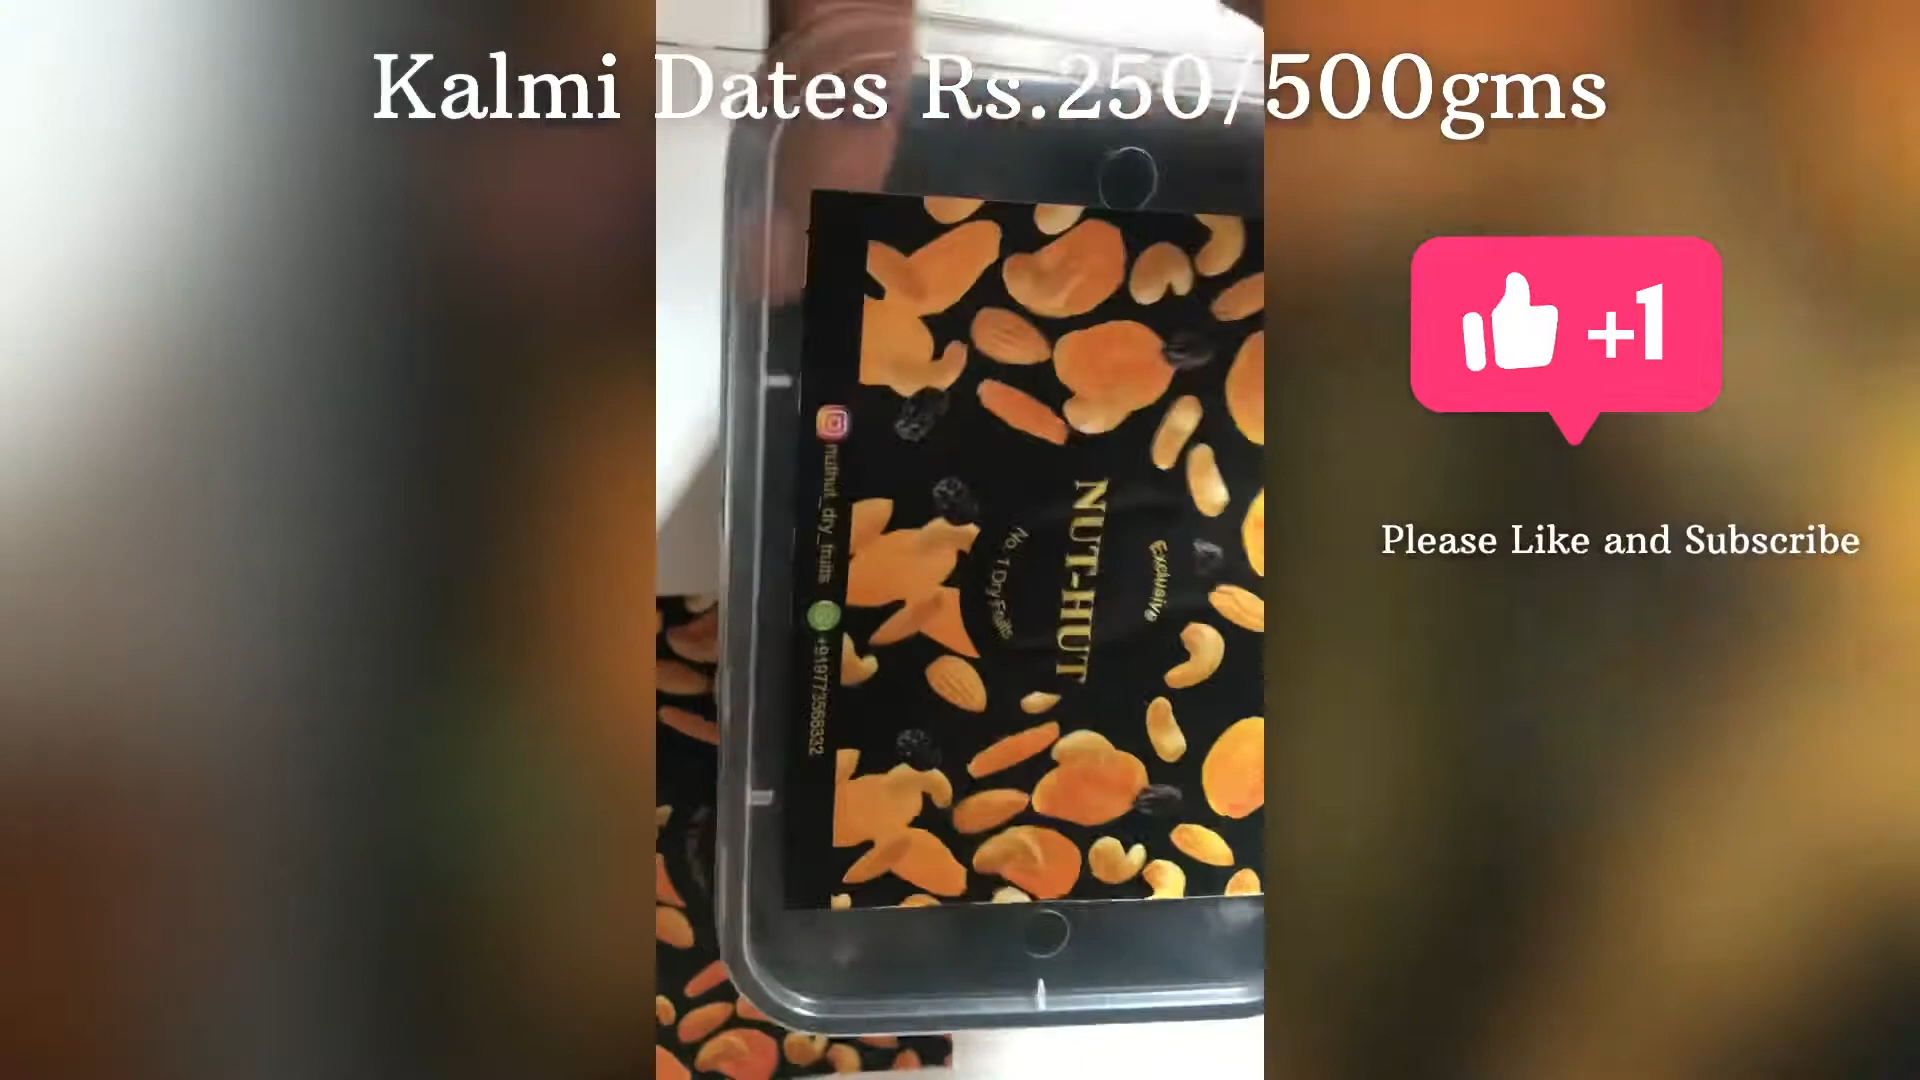 Kalmi Dates Rs.250/500gms
+1
Please Like and Subscribe
Exclusive
NUT-HUT
No. 1 Dry Fruits
nuthut_dry_fruits
+919773568332